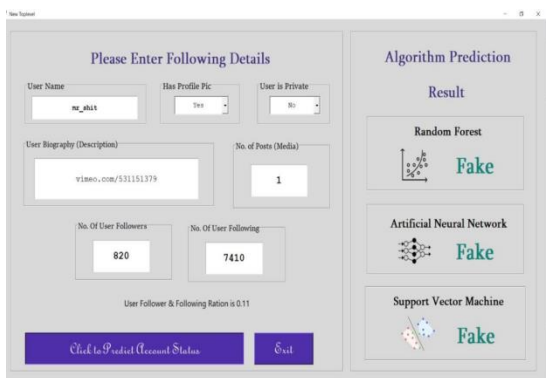 New Toplevel
Please Enter Following Details
User Name
Has Profile Pic
User is Private
mr_shit
Yes
No
User Biography (Description)
No. of Posts (Media)
vimeo.com/531151379
1
No. Of User Followers
No. Of User Following
820
7410
User Follower & Following Ration is 0.11
Click to Predict Account Status
Exit
Algorithm Prediction
Result
Random Forest
Fake
Artificial Neural Network
Fake
Support Vector Machine
Fake